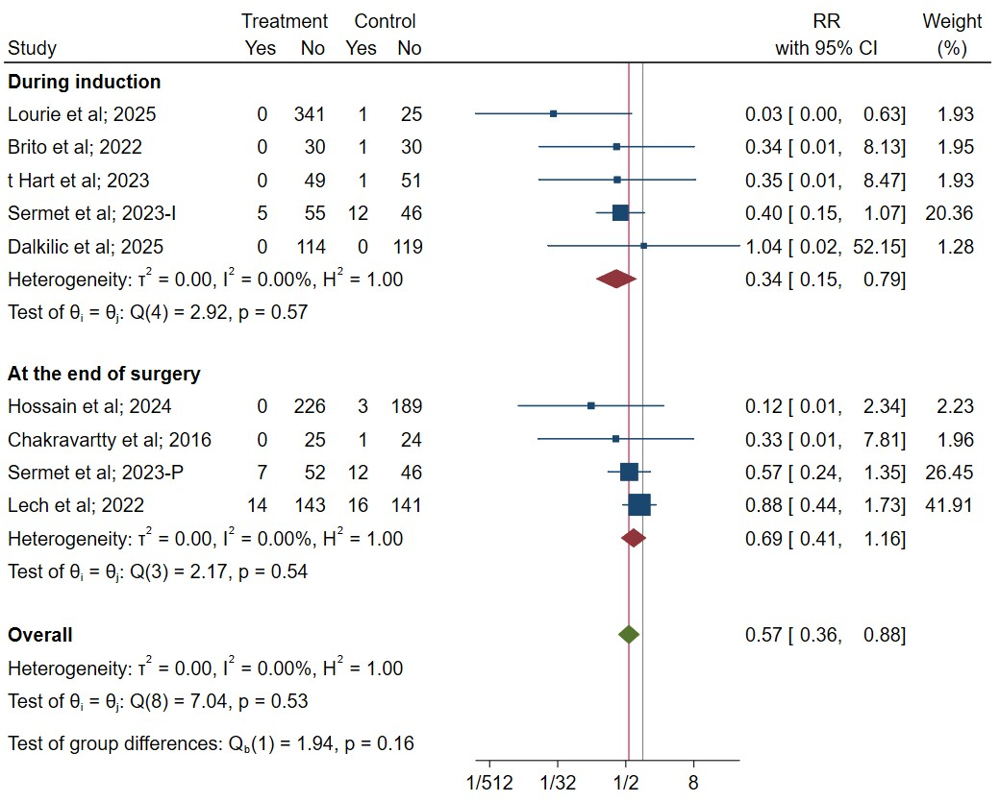 Treatment Control RR Weight
Study Yes No Yes No with 95% CI (%)
During induction
Lourie et al; 2025 0 341 1 25 0.03 [ 0.00, 0.63] 1.93
Brito et al; 2022 0 30 1 30 0.34 [ 0.01, 8.13] 1.95
t Hart et al; 2023 0 49 1 51 0.35 [ 0.01, 8.47] 1.93
Sermet et al; 2023-I 5 55 12 46 0.40 [ 0.15, 1.07] 20.36
Dalkilic et al; 2025 0 114 0 119 1.04 [ 0.02, 52.15] 1.28
Heterogeneity: τ² = 0.00, I² = 0.00%, H² = 1.00 0.34 [ 0.15, 0.79]
Test of θᵢ = θⱼ: Q(4) = 2.92, p = 0.57
At the end of surgery
Hossain et al; 2024 0 226 3 189 0.12 [ 0.01, 2.34] 2.23
Chakravartty et al; 2016 0 25 1 24 0.33 [ 0.01, 7.81] 1.96
Sermet et al; 2023-P 7 52 12 46 0.57 [ 0.24, 1.35] 26.45
Lech et al; 2022 14 143 16 141 0.88 [ 0.44, 1.73] 41.91
Heterogeneity: τ² = 0.00, I² = 0.00%, H² = 1.00 0.69 [ 0.41, 1.16]
Test of θᵢ = θⱼ: Q(3) = 2.17, p = 0.54
Overall 0.57 [ 0.36, 0.88]
Heterogeneity: τ² = 0.00, I² = 0.00%, H² = 1.00
Test of θᵢ = θⱼ: Q(8) = 7.04, p = 0.53
Test of group differences: Q_b(1) = 1.94, p = 0.16
1/512 1/32 1/2 8